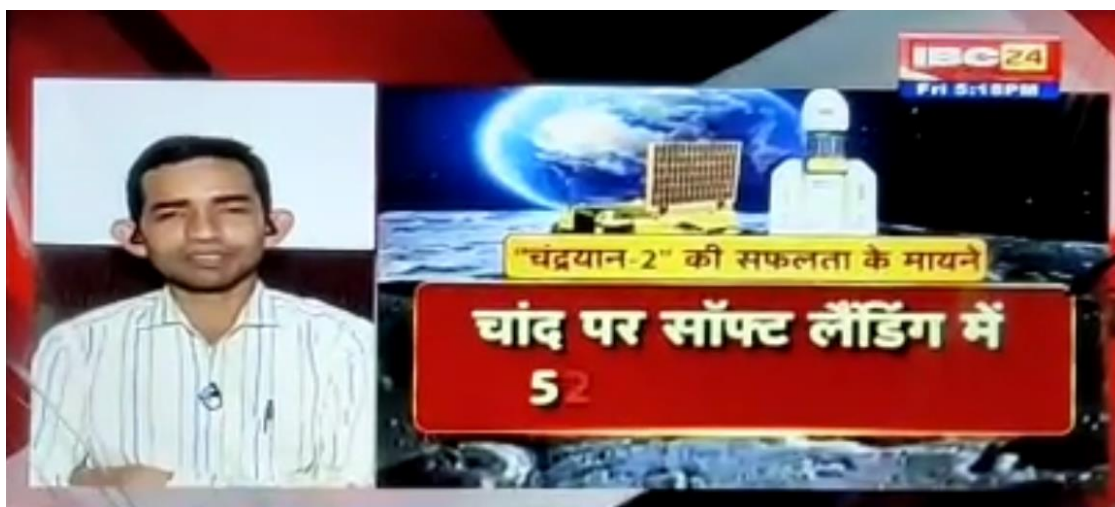 IBC24
Fri 5:18PM
"चंद्रयान-2" की सफलता के मायने
चांद पर सॉफ्ट लैंडिंग में
52